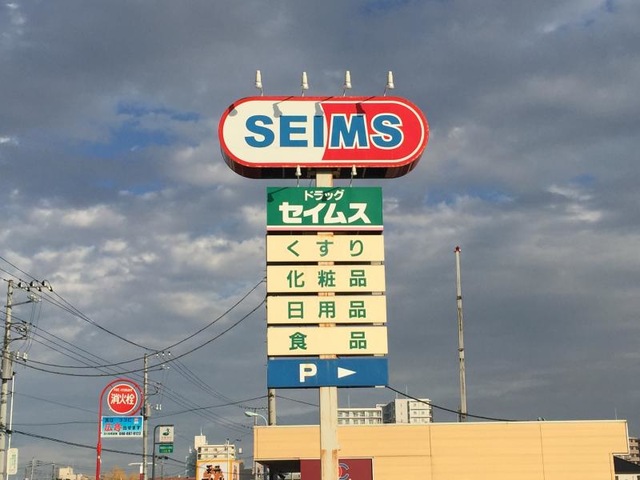 SEIMS
ドラッグ
セイムス
くすり
化粧品
日用品
食品
P
消火栓